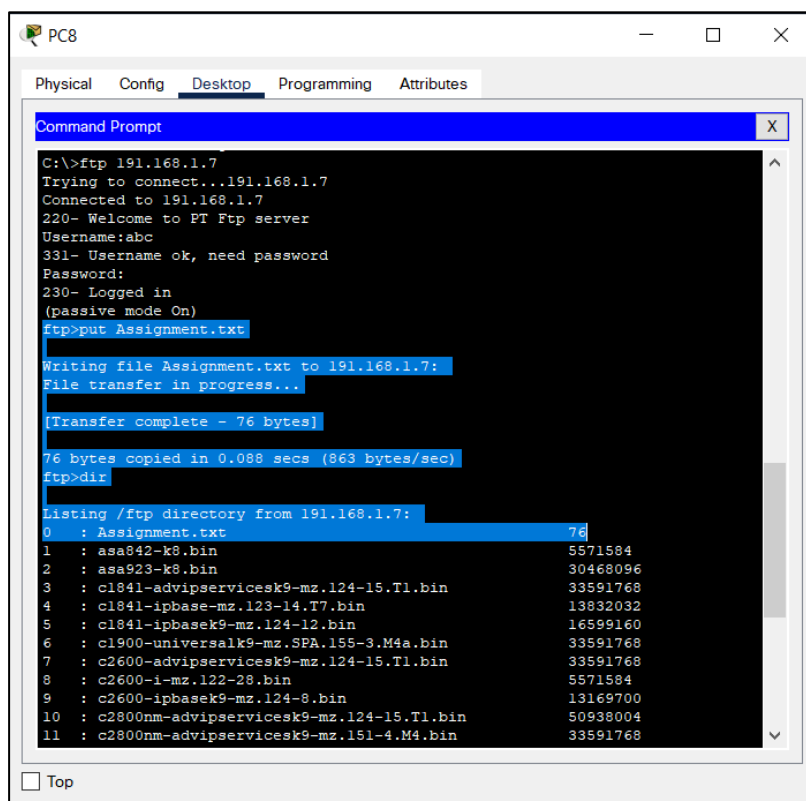 PC8
Physical Config Desktop Programming Attributes
Command Prompt X
C:\>ftp 191.168.1.7
Trying to connect...191.168.1.7
Connected to 191.168.1.7
220- Welcome to PT Ftp server
Username:abc
331- Username ok, need password
Password:
230- Logged in
(passive mode On)
ftp>put Assignment.txt
Writing file Assignment.txt to 191.168.1.7:
File transfer in progress...
[Transfer complete - 76 bytes]
76 bytes copied in 0.088 secs (863 bytes/sec)
ftp>dir
Listing /ftp directory from 191.168.1.7:
0 : Assignment.txt 76
1 : asa842-k8.bin 5571584
2 : asa923-k8.bin 30468096
3 : c1841-advipservicesk9-mz.124-15.T1.bin 33591768
4 : c1841-ipbase-mz.123-14.T7.bin 13832032
5 : c1841-ipbasek9-mz.124-12.bin 16599160
6 : c1900-universalk9-mz.SPA.155-3.M4a.bin 33591768
7 : c2600-advipservicesk9-mz.124-15.T1.bin 33591768
8 : c2600-i-mz.122-28.bin 5571584
9 : c2600-ipbasek9-mz.124-8.bin 13169700
10 : c2800nm-advipservicesk9-mz.124-15.T1.bin 50938004
11 : c2800nm-advipservicesk9-mz.151-4.M4.bin 33591768
Top